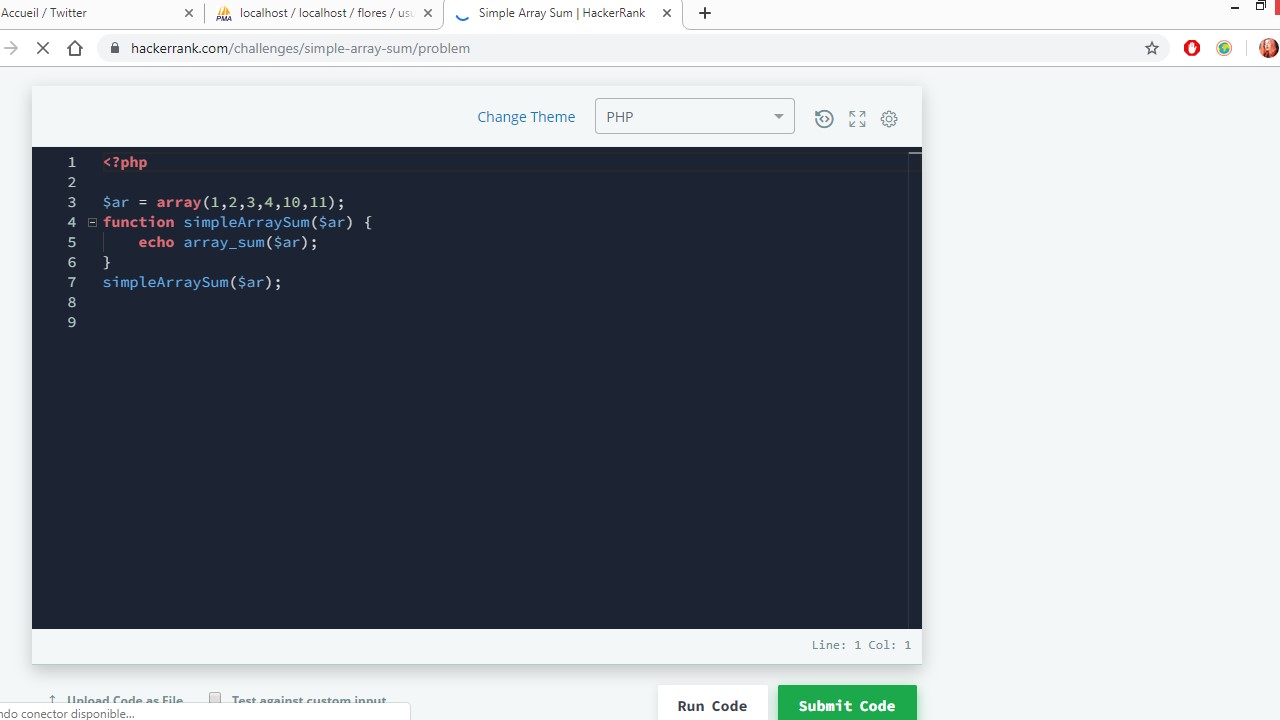 Accueil / Twitter
PMA localhost / localhost / flores / usu
Simple Array Sum | HackerRank
hackerrank.com/challenges/simple-array-sum/problem
Change Theme PHP
1 <?php
2
3 $ar = array(1,2,3,4,10,11);
4 function simpleArraySum($ar) {
5 echo array_sum($ar);
6 }
7 simpleArraySum($ar);
8
9
Line: 1 Col: 1
Upload Code as File Test against custom input
Run Code Submit Code
ndo conector disponible...